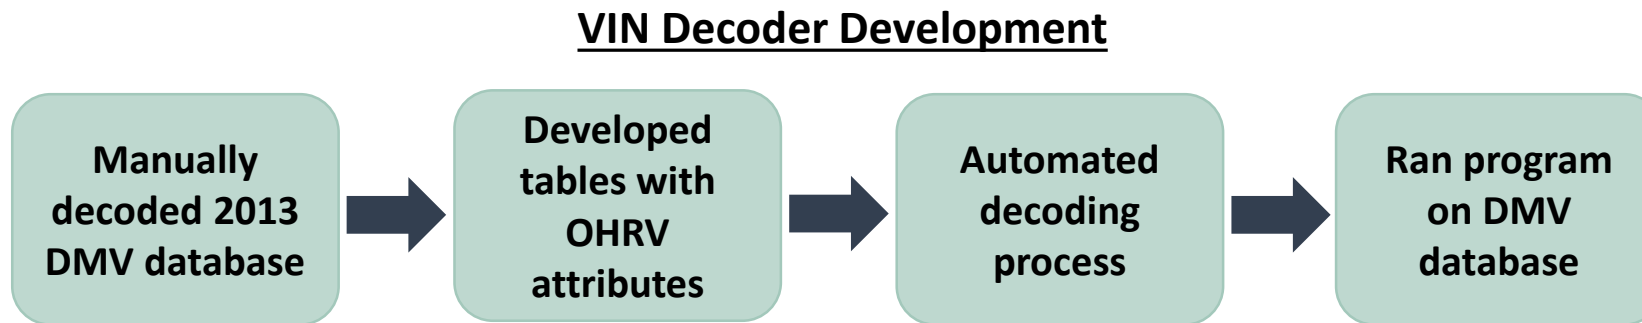 VIN Decoder Development
Manually
decoded 2013
DMV database
Developed
tables with
OHRV
attributes
Automated
decoding
process
Ran program
on DMV
database